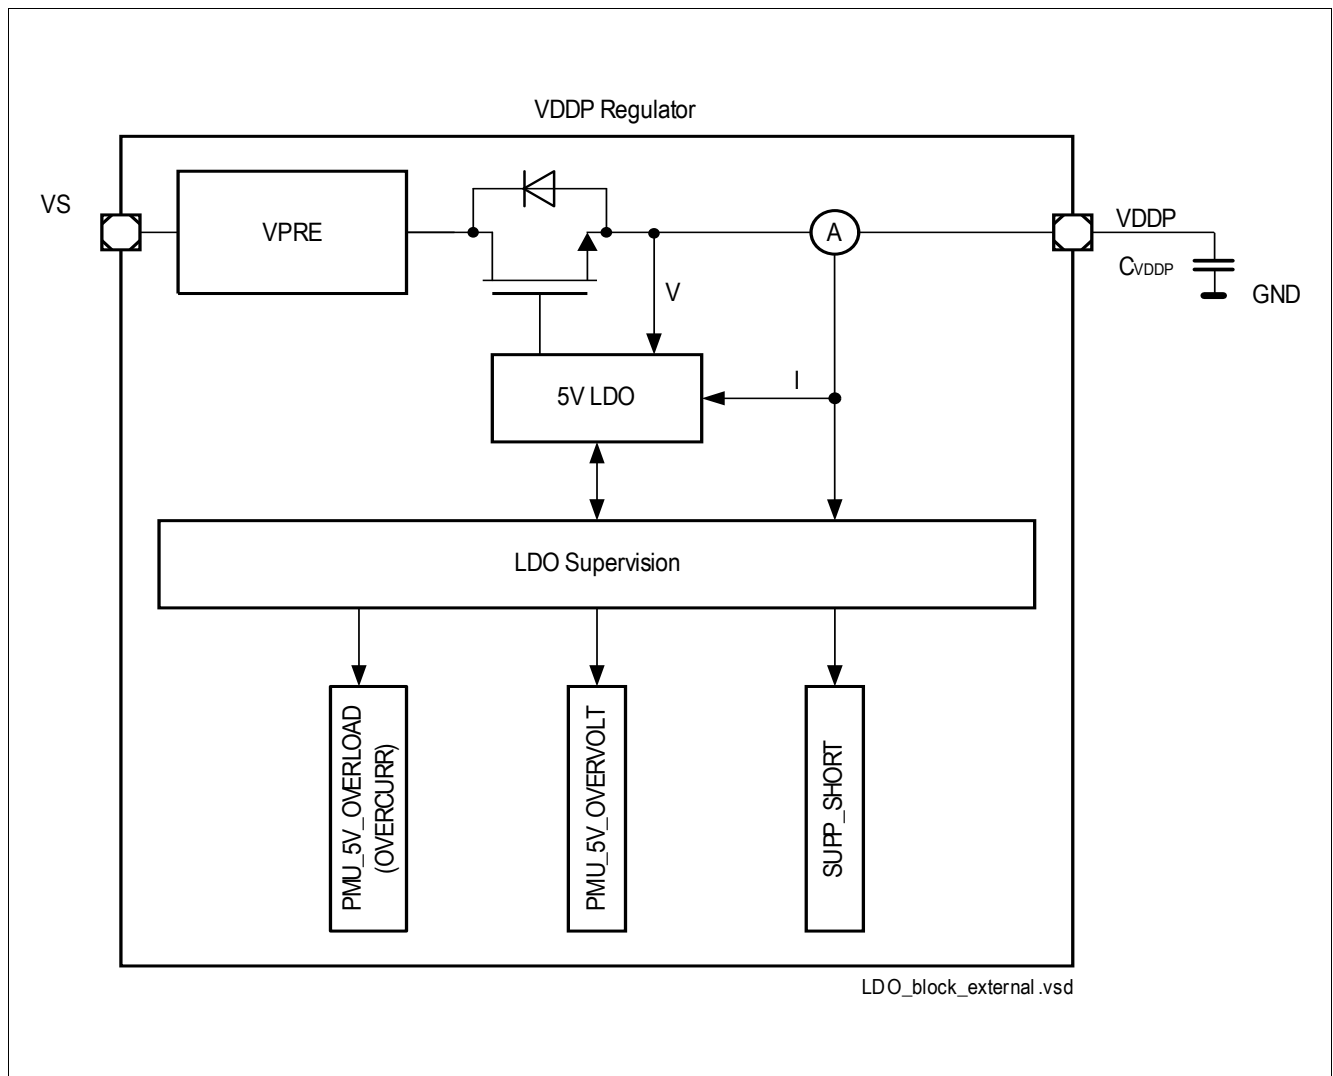 VDDP Regulator
VS
VPRE
A
VDDP
CVDDP
GND
V
5V LDO
I
LDO Supervision
PMU_5V_OVERLOAD
(OVERCURR)
PMU_5V_OVERVOLT
SUPP_SHORT
LDO_block_external.vsd